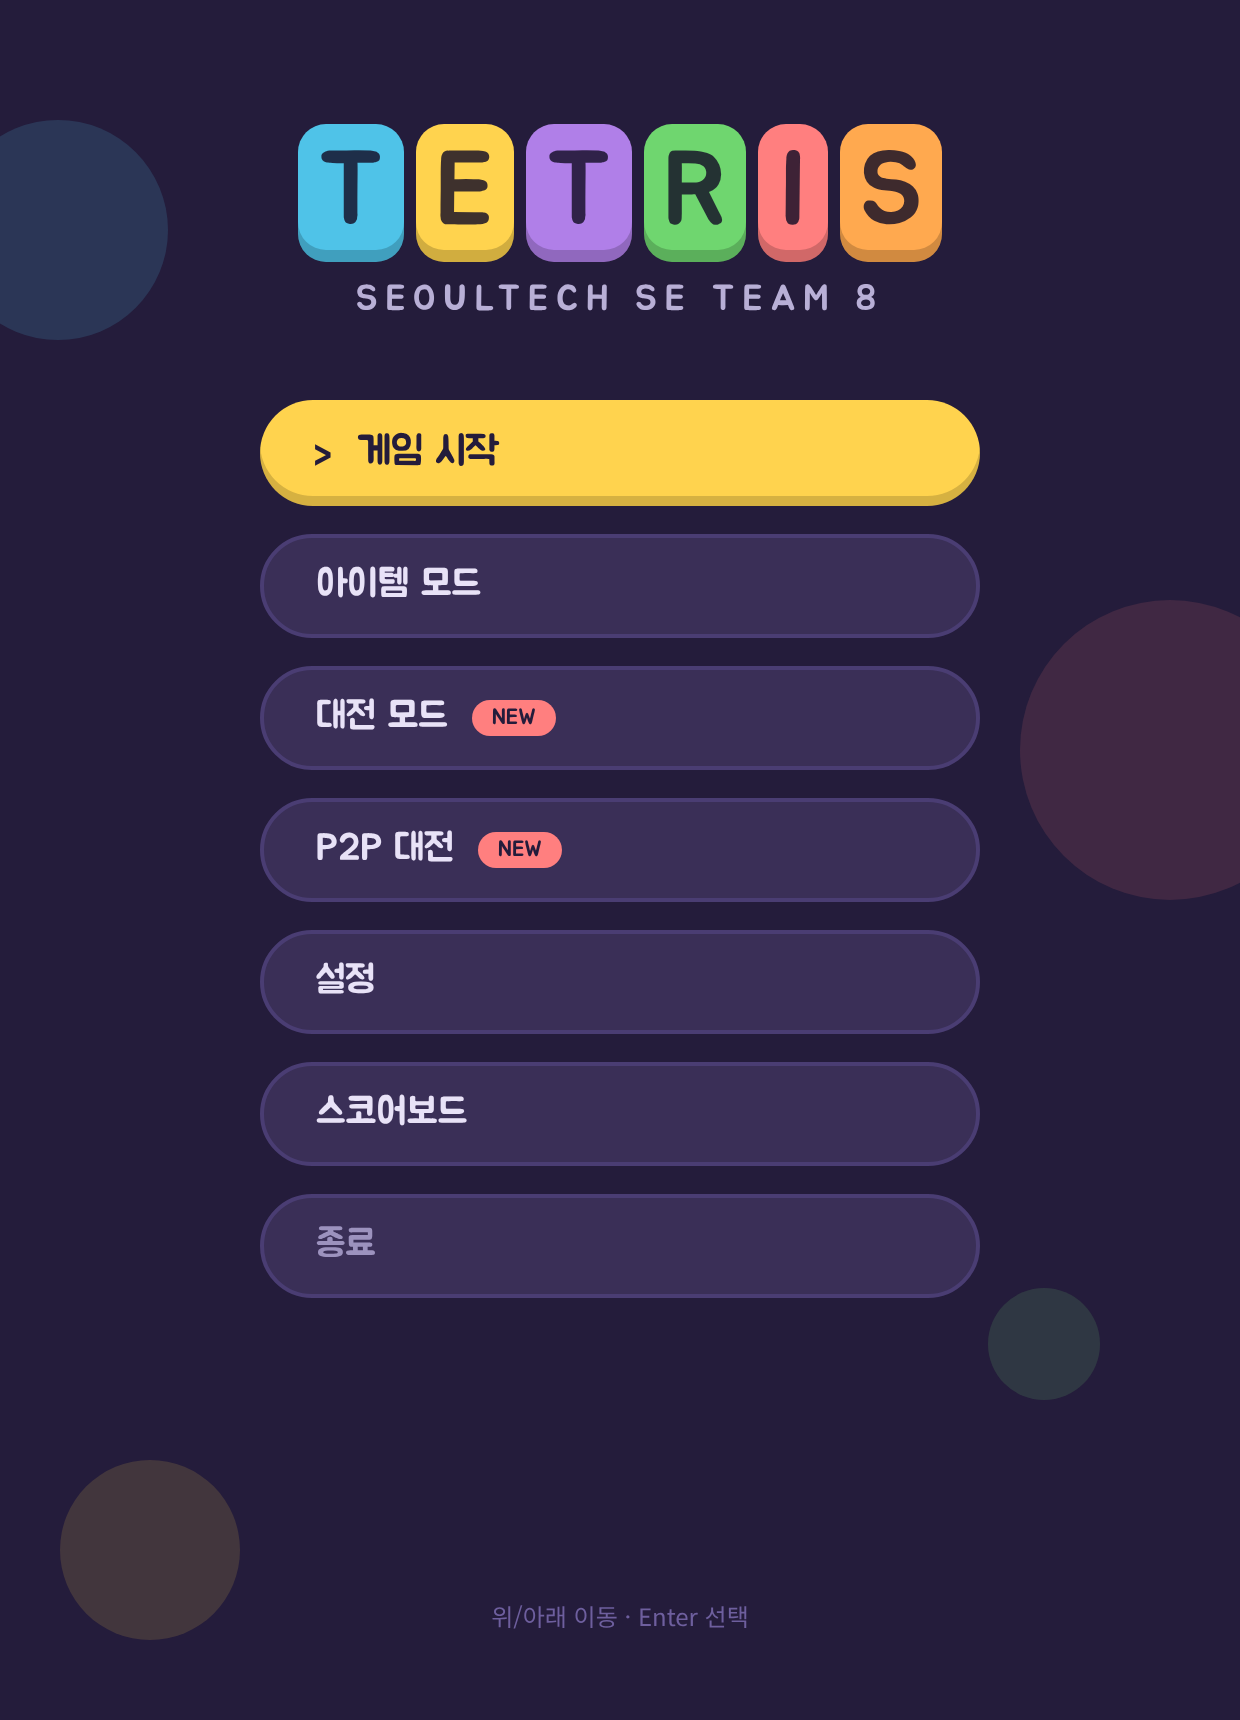 TETRIS
SEOULTECH SE TEAM 8
> 게임 시작
아이템 모드
대전 모드 NEW
P2P 대전 NEW
설정
스코어보드
종료
위/아래 이동 · Enter 선택